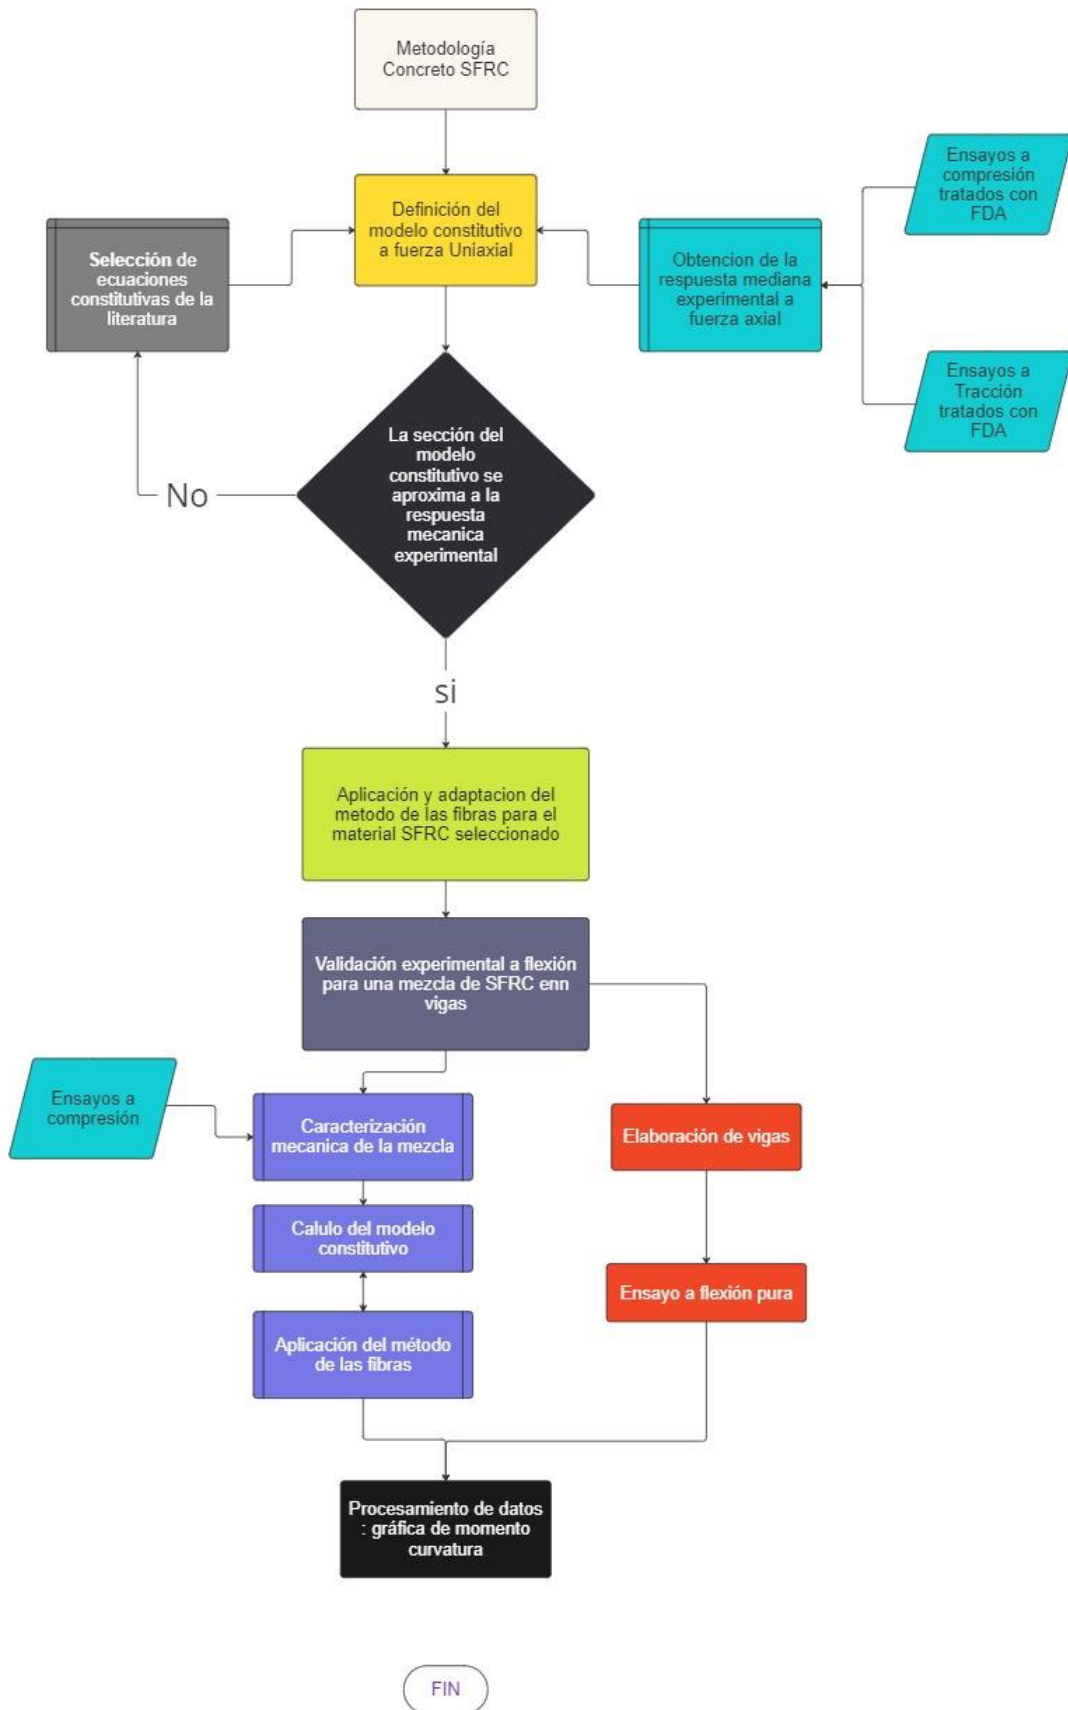 Metodología
Concreto SFRC
Ensayos a
compresión
tratados con
FDA
Definición del
modelo constitutivo
a fuerza Uniaxial
Selección de
ecuaciones
constitutivas de la
literatura
Obtencion de la
respuesta mediana
experimental a
fuerza axial
Ensayos a
Tracción
tratados con
FDA
La sección del
modelo
constitutivo se
aproxima a la
respuesta
mecanica
experimental
No
si
Aplicación y adaptacion del
metodo de las fibras para el
material SFRC seleccionado
Validación experimental a flexión
para una mezcla de SFRC enn
vigas
Ensayos a
compresión
Caracterización
mecanica de la mezcla
Elaboración de vigas
Calulo del modelo
constitutivo
Ensayo a flexión pura
Aplicación del método
de las fibras
Procesamiento de datos
: gráfica de momento
curvatura
FIN